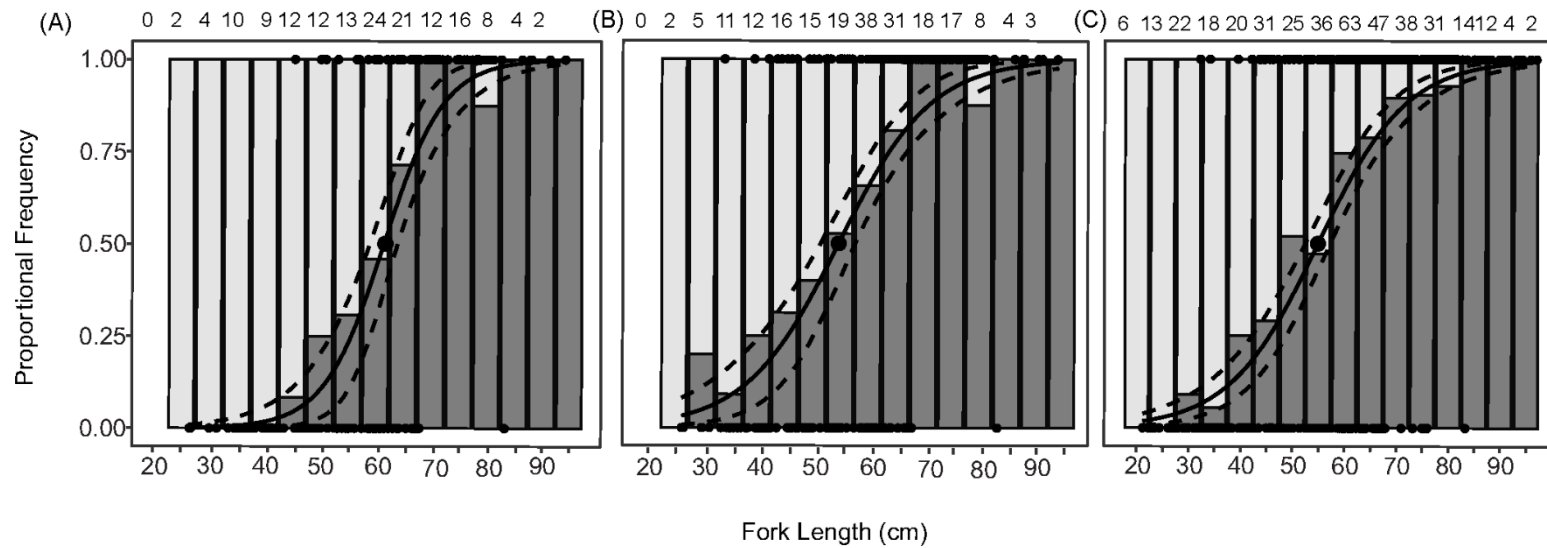 (A) 0 2 4 10 9 12 12 13 24 21 12 16 8 4 2
(B) 0 2 5 11 12 16 15 19 38 31 18 17 8 4 3
(C) 6 13 22 18 20 31 25 36 63 47 38 31 14 12 4 2
Proportional Frequency
1.00
0.75
0.50
0.25
0.00
20 30 40 50 60 70 80 90
20 30 40 50 60 70 80 90
20 30 40 50 60 70 80 90
Fork Length (cm)